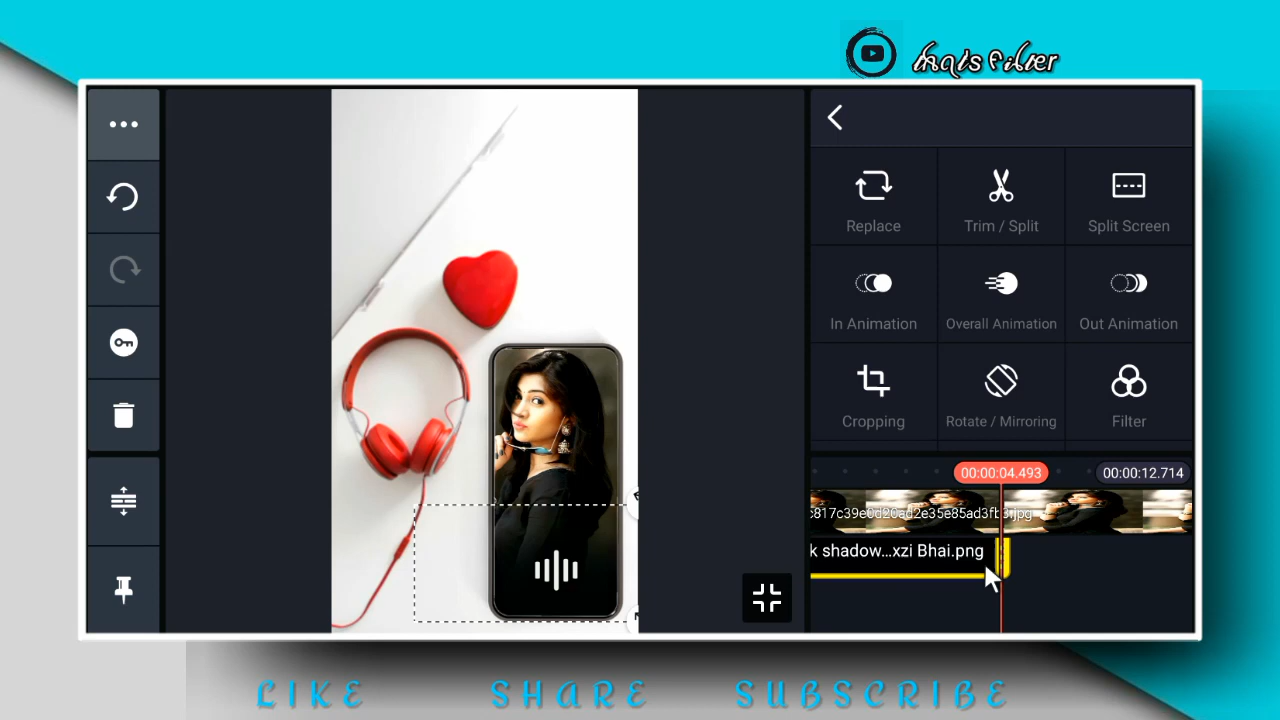 Replace
Trim / Split
Split Screen
In Animation
Overall Animation
Out Animation
Cropping
Rotate / Mirroring
Filter
00:00:04.493
00:00:12.714
k shadow...xzi Bhai.png
LIKE SHARE SUBSCRIBE